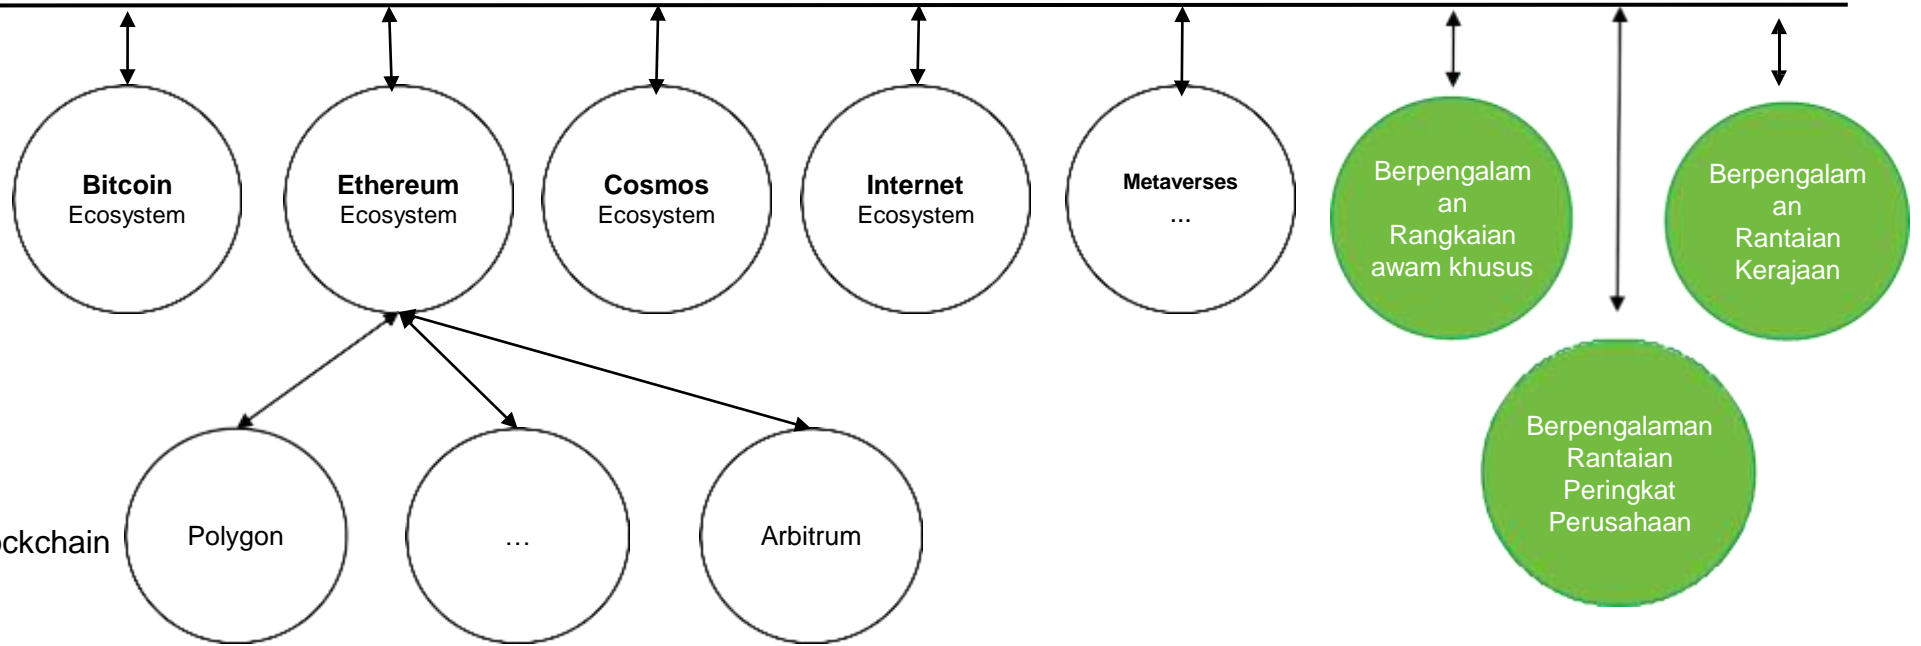 Bitcoin
Ecosystem
Ethereum
Ecosystem
Cosmos
Ecosystem
Internet
Ecosystem
Metaverses
...
Berpengalam
an
Rangkaian
awam khusus
Berpengalam
an
Rantaian
Kerajaan
Berpengalaman
Rantaian
Peringkat
Perusahaan
ockchain
Polygon
...
Arbitrum